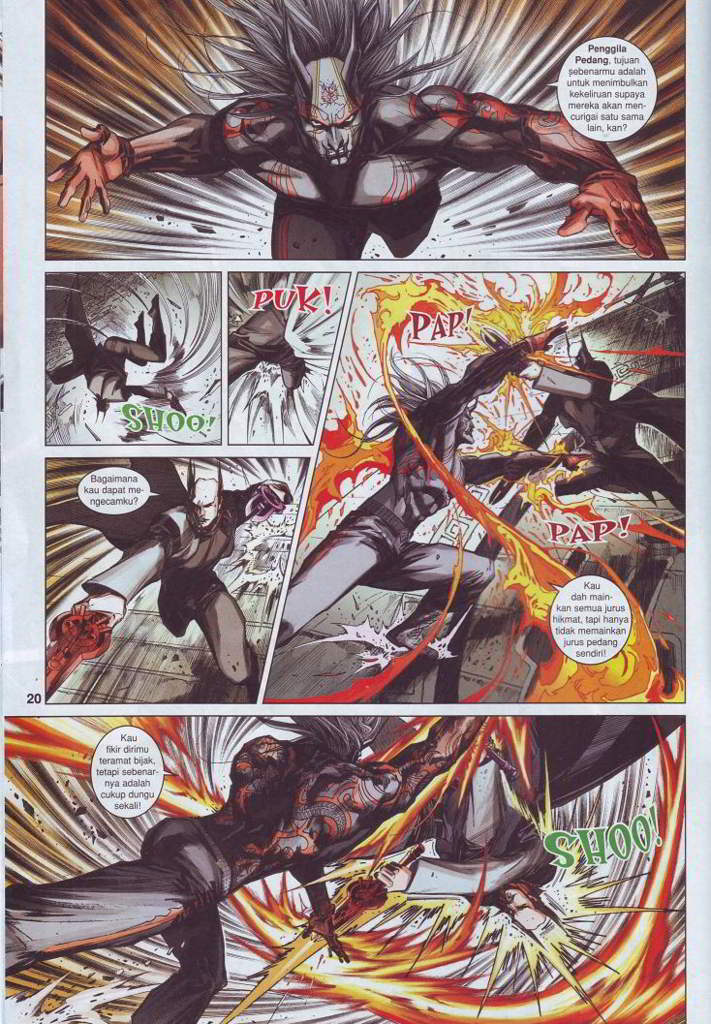 Penggila
Pedang, tujuan
sebenarmu adalah
untuk menimbulkan
kekeliruan supaya
mereka akan men-
curigai satu sama
lain, kan?
SHOO!
PUK!
PAP!
PAP!
Bagaimana
kau dapat me-
ngecamku?
Kau
dah main-
kan semua jurus
hikmat, tapi hanya
tidak memainkan
jurus pedang
sendiri!
20
Kau
fikir dirimu
teramat bijak,
tetapi sebenar-
nya adalah
cukup dungu
sekali!
SHOO!